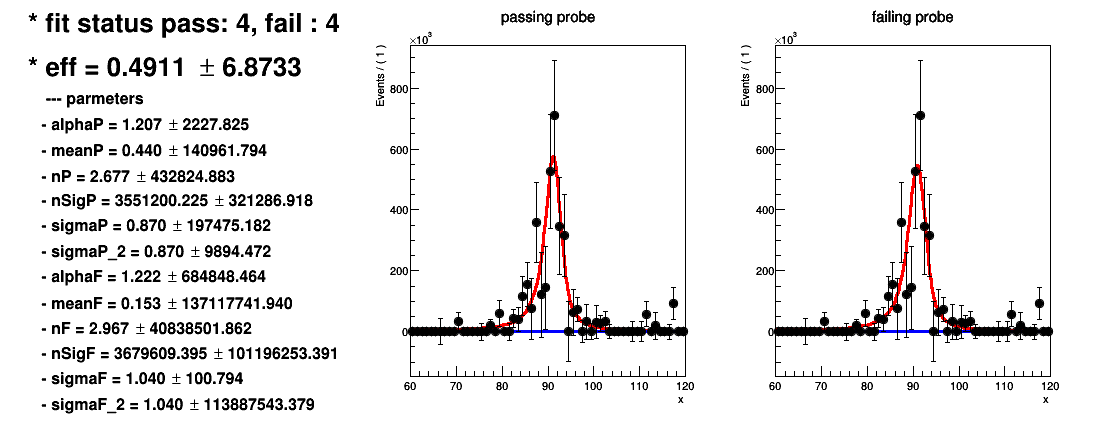 * fit status pass: 4, fail : 4
* eff = 0.4911 ± 6.8733
--- parmeters
- alphaP = 1.207 ± 2227.825
- meanP = 0.440 ± 140961.794
- nP = 2.677 ± 432824.883
- nSigP = 3551200.225 ± 321286.918
- sigmaP = 0.870 ± 197475.182
- sigmaP_2 = 0.870 ± 9894.472
- alphaF = 1.222 ± 684848.464
- meanF = 0.153 ± 137117741.940
- nF = 2.967 ± 40838501.862
- nSigF = 3679609.395 ± 101196253.391
- sigmaF = 1.040 ± 100.794
- sigmaF_2 = 1.040 ± 113887543.379
passing probe
×10³
Events / ( 1 )
800
600
400
200
0
60 70 80 90 100 110 120
x
failing probe
×10³
Events / ( 1 )
800
600
400
200
0
60 70 80 90 100 110 120
x